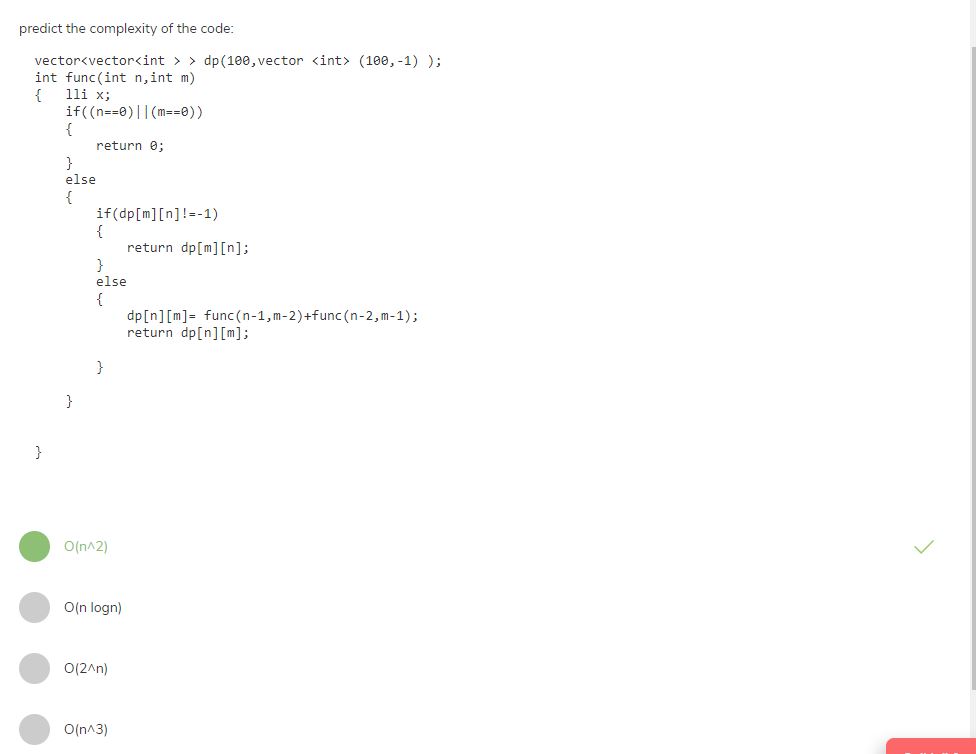 predict the complexity of the code:
vector<vector<int > > dp(100,vector <int> (100,-1) );
int func(int n,int m)
{   lli x;
    if((n==0)||(m==0))
    {
        return 0;
    }
    else
    {
        if(dp[m][n]!=-1)
        {
            return dp[m][n];
        }
        else
        {
            dp[n][m]= func(n-1,m-2)+func(n-2,m-1);
            return dp[n][m];
        }
    }
}
O(n^2)
O(n logn)
O(2^n)
O(n^3)